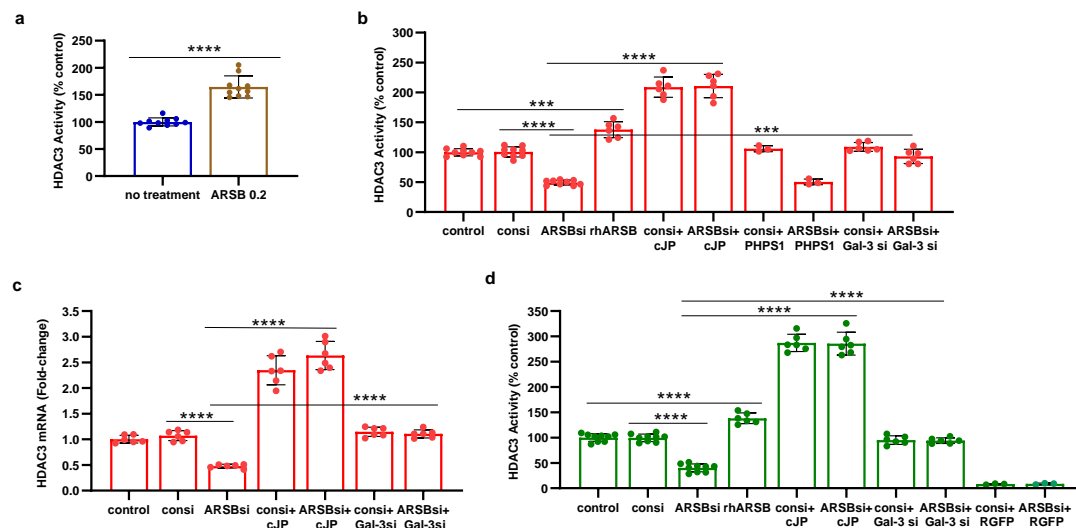 a
HDAC3 Activity (% control)
250
200
150
100
50
0
****
no treatment
ARSB 0.2
b
HDAC3 Activity (% control)
300
250
200
150
100
50
0
****
***
****
***
control
consi
ARSBsi
rhARSB
consi+
cJP
ARSBsi+
cJP
consi+
PHPS1
ARSBsi+
PHPS1
consi+
Gal-3 si
ARSBsi+
Gal-3 si
c
HDAC3 mRNA (Fold-change)
3.5
3.0
2.5
2.0
1.5
1.0
0.5
0.0
****
****
****
control
consi
ARSBsi
consi+
cJP
ARSBsi+
cJP
consi+
Gal-3si
ARSBsi+
Gal-3si
d
HDAC3 Activity (% control)
350
300
250
200
150
100
50
0
****
****
****
****
control
consi
ARSBsi
rhARSB
consi+
cJP
ARSBsi+
cJP
consi+
Gal-3 si
ARSBsi+
Gal-3 si
consi+
RGFP
ARSBsi+
RGFP